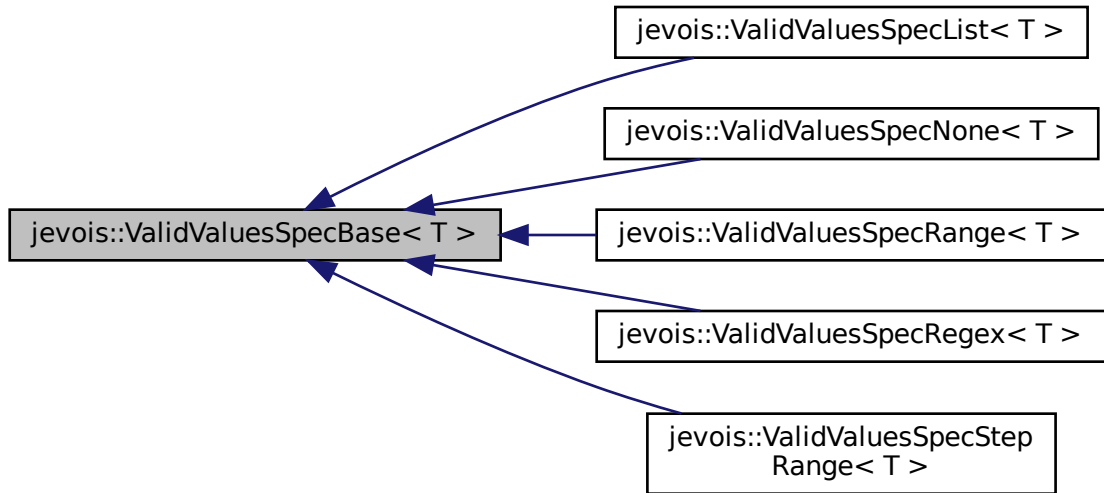 jevois::ValidValuesSpecList< T >
jevois::ValidValuesSpecNone< T >
jevois::ValidValuesSpecBase< T >
jevois::ValidValuesSpecRange< T >
jevois::ValidValuesSpecRegex< T >
jevois::ValidValuesSpecStep
Range< T >